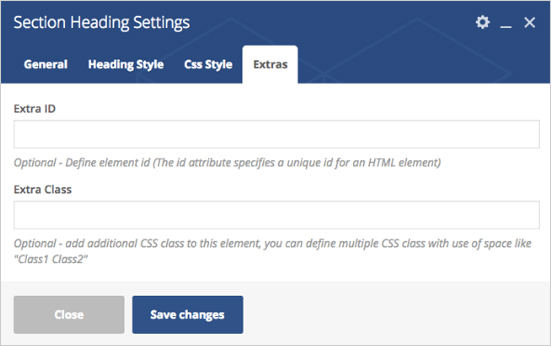 Section Heading Settings
General Heading Style Css Style Extras
Extra ID
Optional - Define element id (The id attribute specifies a unique id for an HTML element)
Extra Class
Optional - add additional CSS class to this element, you can define multiple CSS class with use of space like
"Class1 Class2"
Close Save changes